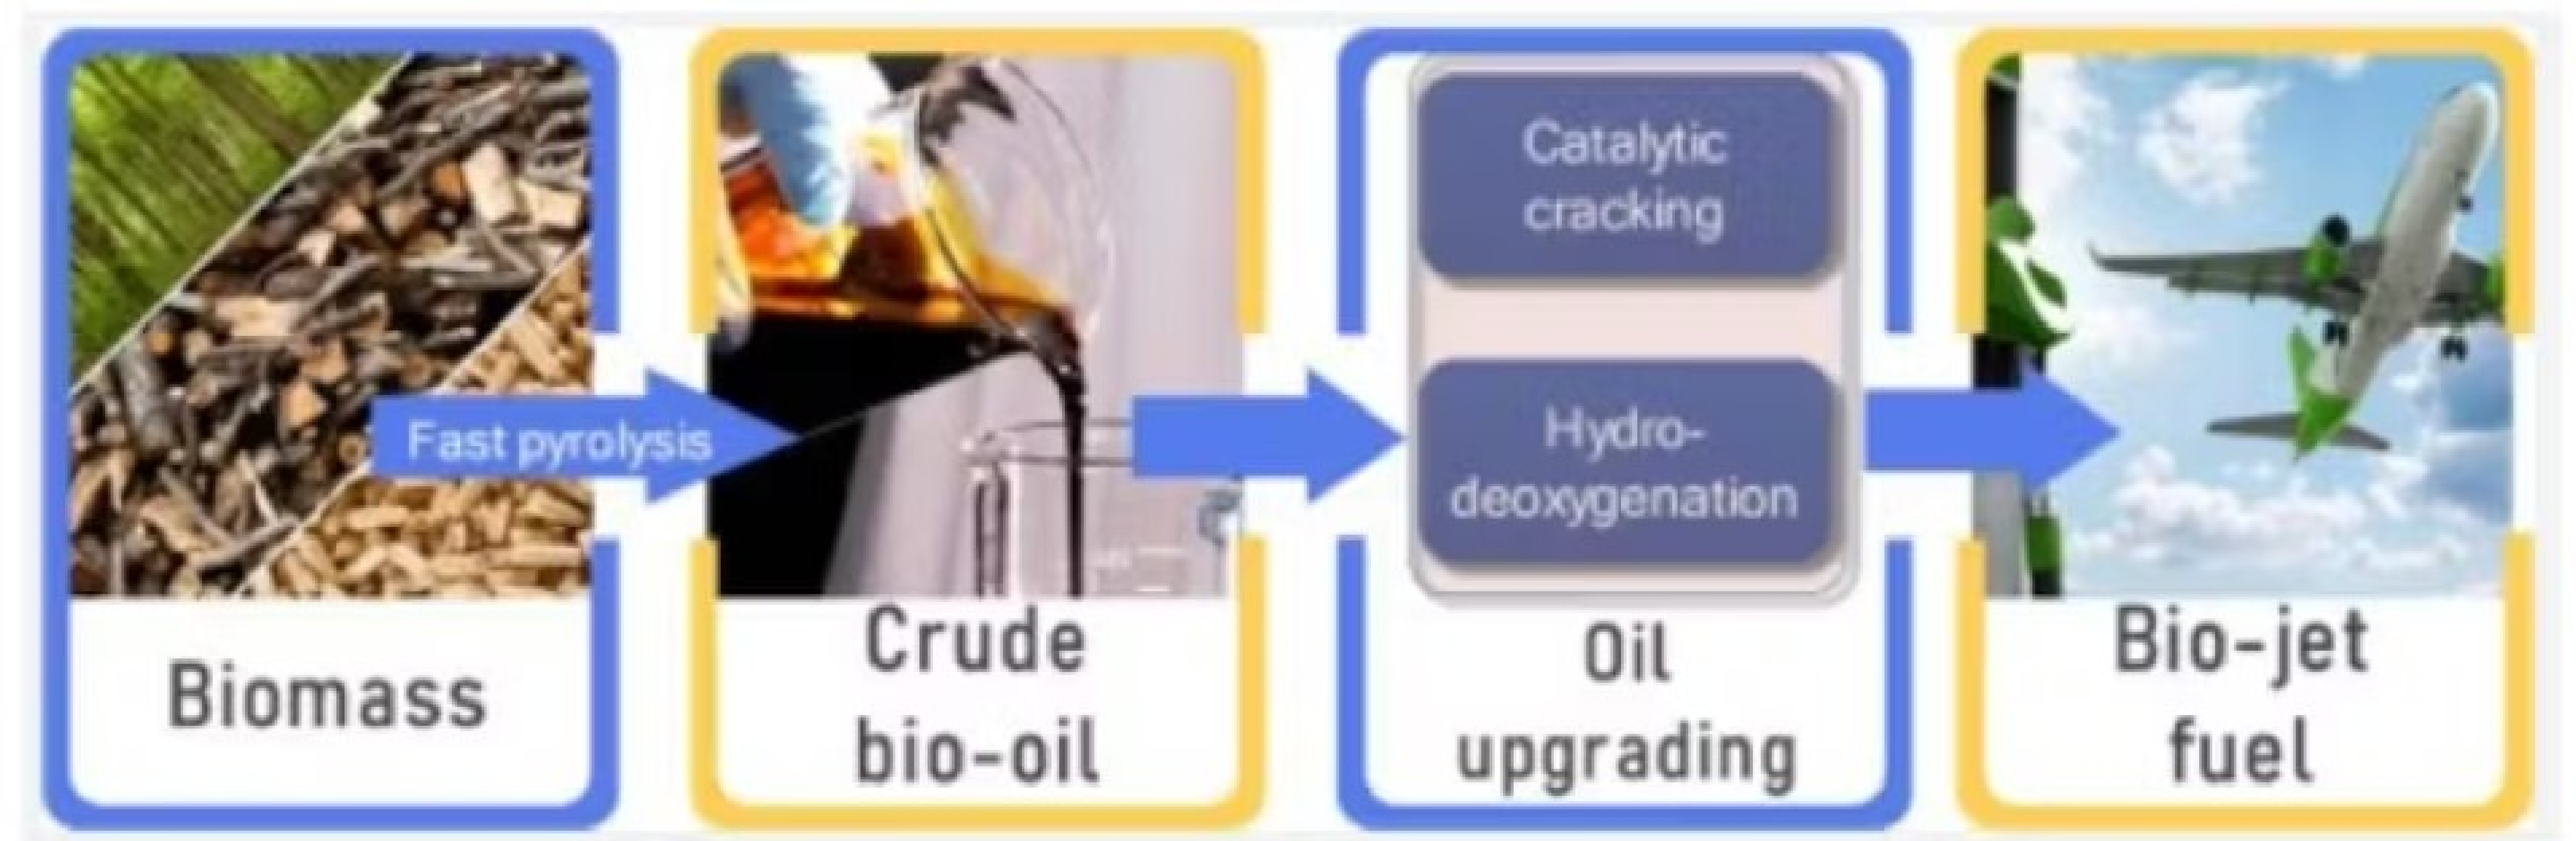 Fast pyrolysis
Biomass
Crude
bio-oil
Catalytic
cracking
Hydro-
deoxygenation
Oil
upgrading
Bio-jet
fuel